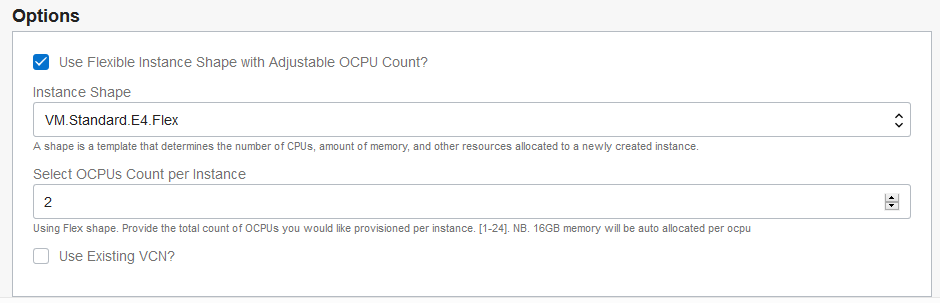 Options
Use Flexible Instance Shape with Adjustable OCPU Count?
Instance Shape
VM.Standard.E4.Flex
A shape is a template that determines the number of CPUs, amount of memory, and other resources allocated to a newly created instance.
Select OCPUs Count per Instance
2
Using Flex shape. Provide the total count of OCPUs you would like provisioned per instance. [1-24]. NB. 16GB memory will be auto allocated per ocpu
Use Existing VCN?